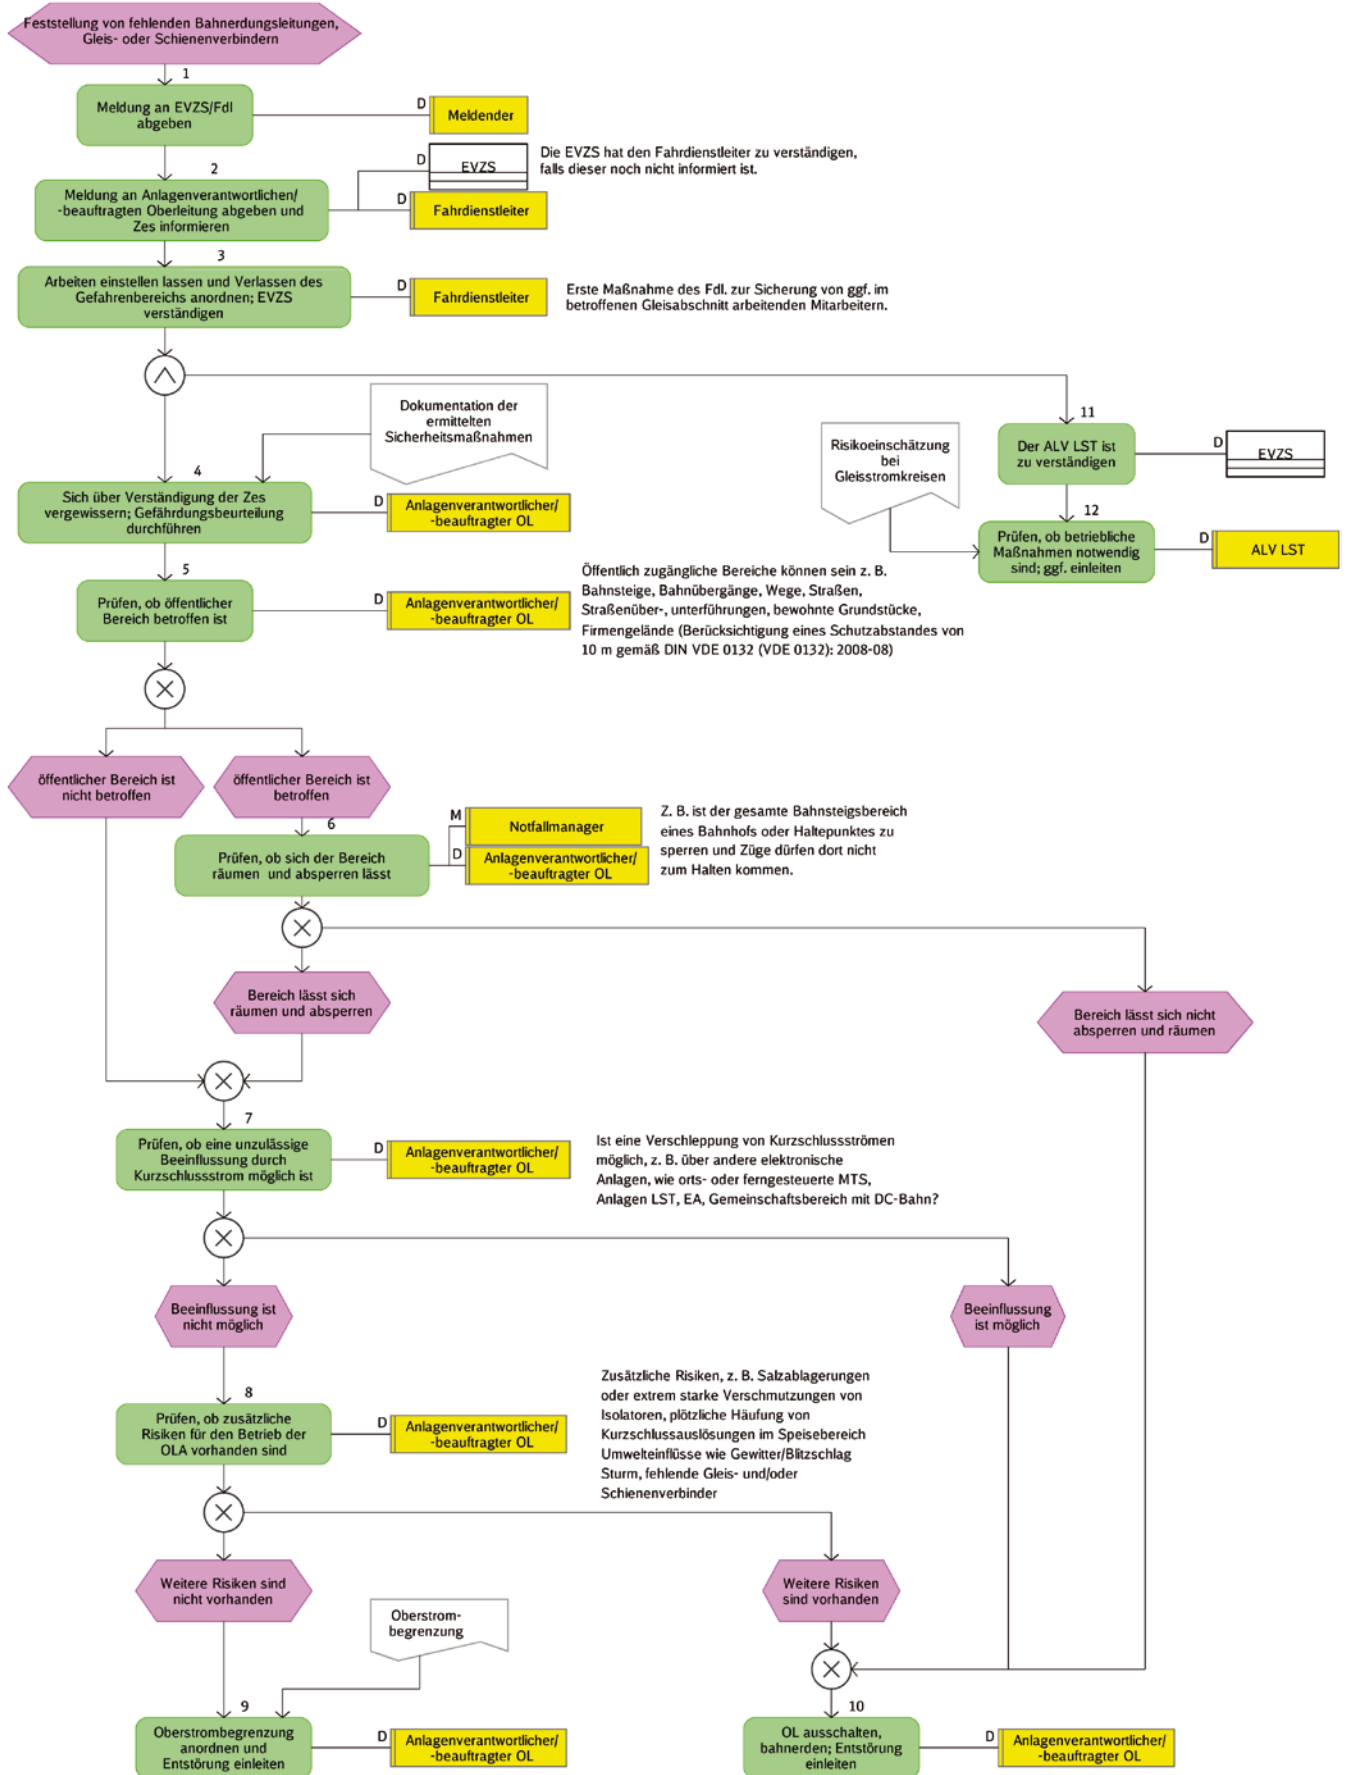 Feststellung von fehlenden Bahnerdungsleitungen,
Gleis- oder Schienenverbindern
1
Meldung an EVZS/Fdl
abgeben
D
Meldender
2
Meldung an Anlagenverantwortlichen/
-beauftragten Oberleitung abgeben und
Zes informieren
D
EVZS
Die EVZS hat den Fahrdienstleiter zu verständigen,
falls dieser noch nicht informiert ist.
D
Fahrdienstleiter
3
Arbeiten einstellen lassen und Verlassen des
Gefahrenbereichs anordnen; EVZS
verständigen
D
Fahrdienstleiter
Erste Maßnahme des Fdl. zur Sicherung von ggf. im
betroffenen Gleisabschnitt arbeitenden Mitarbeitern.
Dokumentation der
ermittelten
Sicherheitsmaßnahmen
4
Sich über Verständigung der Zes
vergewissern; Gefährdungsbeurteilung
durchführen
D
Anlagenverantwortlicher/
-beauftragter OL
11
Der ALV LST ist
zu verständigen
D
EVZS
Risikoeinschätzung
bei
Gleisstromkreisen
12
Prüfen, ob betriebliche
Maßnahmen notwendig
sind; ggf. einleiten
D
ALV LST
5
Prüfen, ob öffentlicher
Bereich betroffen ist
D
Anlagenverantwortlicher/
-beauftragter OL
Öffentlich zugängliche Bereiche können sein z. B.
Bahnsteige, Bahnübergänge, Wege, Straßen,
Straßenüber-, unterführungen, bewohnte Grundstücke,
Firmengelände (Berücksichtigung eines Schutzabstandes von
10 m gemäß DIN VDE 0132 (VDE 0132): 2008-08)
öffentlicher Bereich ist
nicht betroffen
öffentlicher Bereich ist
betroffen
6
Prüfen, ob sich der Bereich
räumen und absperren lässt
M
Notfallmanager
D
Anlagenverantwortlicher/
-beauftragter OL
Z. B. ist der gesamte Bahnsteigsbereich
eines Bahnhofs oder Haltepunktes zu
sperren und Züge dürfen dort nicht
zum Halten kommen.
Bereich lässt sich
räumen und absperren
Bereich lässt sich nicht
absperren und räumen
7
Prüfen, ob eine unzulässige
Beeinflussung durch
Kurzschlussstrom möglich ist
D
Anlagenverantwortlicher/
-beauftragter OL
Ist eine Verschleppung von Kurzschlussströmen
möglich, z. B. über andere elektronische
Anlagen, wie orts- oder ferngesteuerte MTS,
Anlagen LST, EA, Gemeinschaftsbereich mit DC-Bahn?
Beeinflussung ist
nicht möglich
Beeinflussung
ist möglich
8
Prüfen, ob zusätzliche
Risiken für den Betrieb der
OLA vorhanden sind
D
Anlagenverantwortlicher/
-beauftragter OL
Zusätzliche Risiken, z. B. Salzablagerungen
oder extrem starke Verschmutzungen von
Isolatoren, plötzliche Häufung von
Kurzschlussauslösungen im Speisebereich
Umwelteinflüsse wie Gewitter/Blitzschlag
Sturm, fehlende Gleis- und/oder
Schienenverbinder
Weitere Risiken sind
nicht vorhanden
Weitere Risiken
sind vorhanden
Oberstrom-
begrenzung
9
Oberstrombegrenzung
anordnen und
Entstörung einleiten
D
Anlagenverantwortlicher/
-beauftragter OL
10
OL ausschalten,
bahnerden; Entstörung
einleiten
D
Anlagenverantwortlicher/
-beauftragter OL